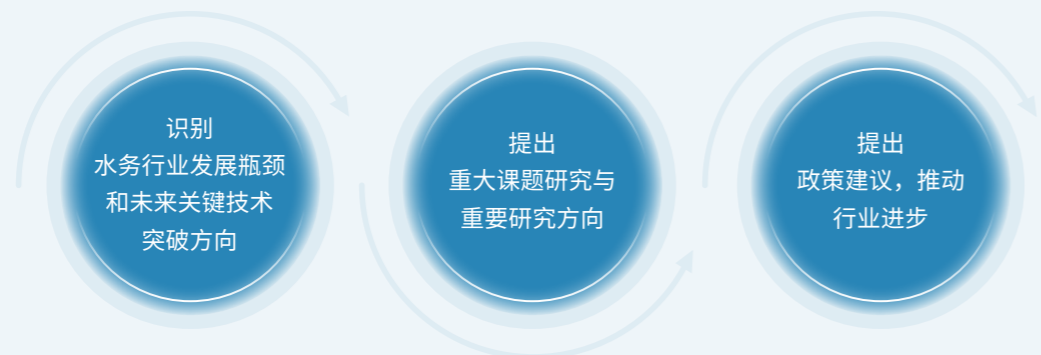 识别
水务行业发展瓶颈
和未来关键技术
突破方向
提出
重大课题研究与
重要研究方向
提出
政策建议，推动
行业进步